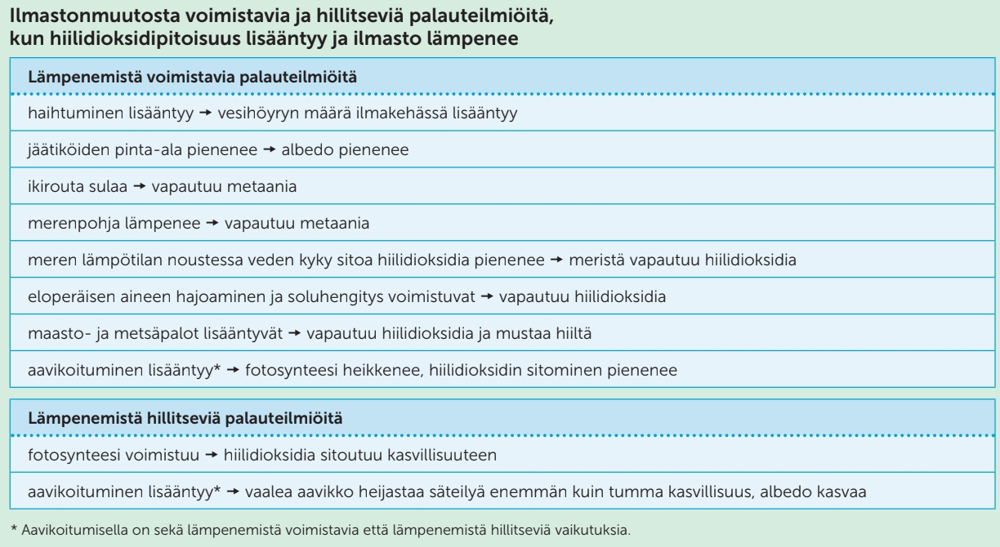 Ilmastonmuutosta voimistavia ja hillitseviä palauteilmiöitä,
kun hiilidioksidipitoisuus lisääntyy ja ilmasto lämpenee
Lämpenemistä voimistavia palauteilmiöitä
haihtuminen lisääntyy → vesihöyryn määrä ilmakehässä lisääntyy
jäätiköiden pinta-ala pienenee → albedo pienenee
ikirouta sulaa → vapautuu metaania
merenpohja lämpenee → vapautuu metaania
meren lämpötilan noustessa veden kyky sitoa hiilidioksidia pienenee → meristä vapautuu hiilidioksidia
eloperäisen aineen hajoaminen ja soluhengitys voimistuvat → vapautuu hiilidioksidia
maasto- ja metsäpalot lisääntyvät → vapautuu hiilidioksidia ja mustaa hiiltä
aavikoituminen lisääntyy* → fotosynteesi heikkenee, hiilidioksidin sitominen pienenee
Lämpenemistä hillitseviä palauteilmiöitä
fotosynteesi voimistuu → hiilidioksidia sitoutuu kasvillisuuteen
aavikoituminen lisääntyy* → vaalea aavikko heijastaa säteilyä enemmän kuin tumma kasvillisuus, albedo kasvaa
* Aavikoitumisella on sekä lämpenemistä voimistavia että lämpenemistä hillitseviä vaikutuksia.